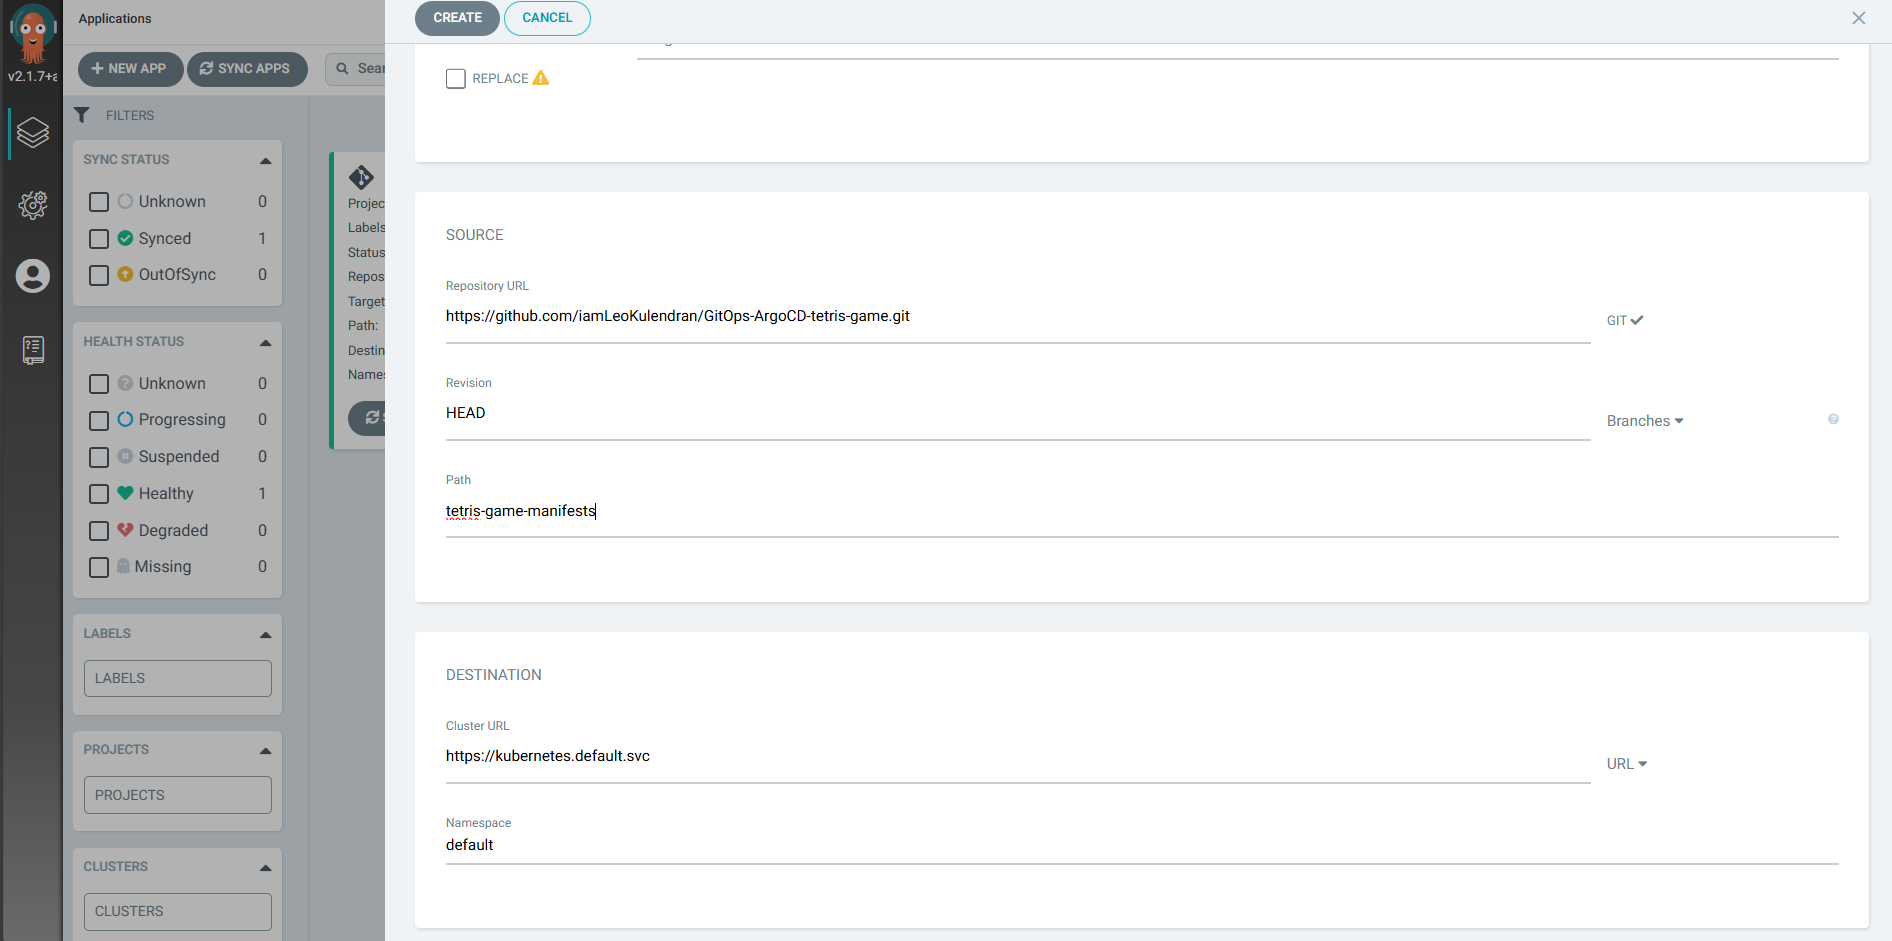 Applications
v2.1.7+a
NEW APP
SYNC APPS
Sear
FILTERS
SYNC STATUS
Unknown 0
Synced 1
OutOfSync 0
HEALTH STATUS
Unknown 0
Progressing 0
Suspended 0
Healthy 1
Degraded 0
Missing 0
LABELS
LABELS
PROJECTS
PROJECTS
CLUSTERS
CLUSTERS
Projec
Labels
Status
Repos
Target
Path:
Destin
Names
CREATE
CANCEL
REPLACE
SOURCE
Repository URL
https://github.com/iamLeoKulendran/GitOps-ArgoCD-tetris-game.git
GIT
Revision
HEAD
Branches
Path
tetris-game-manifests
DESTINATION
Cluster URL
https://kubernetes.default.svc
URL
Namespace
default